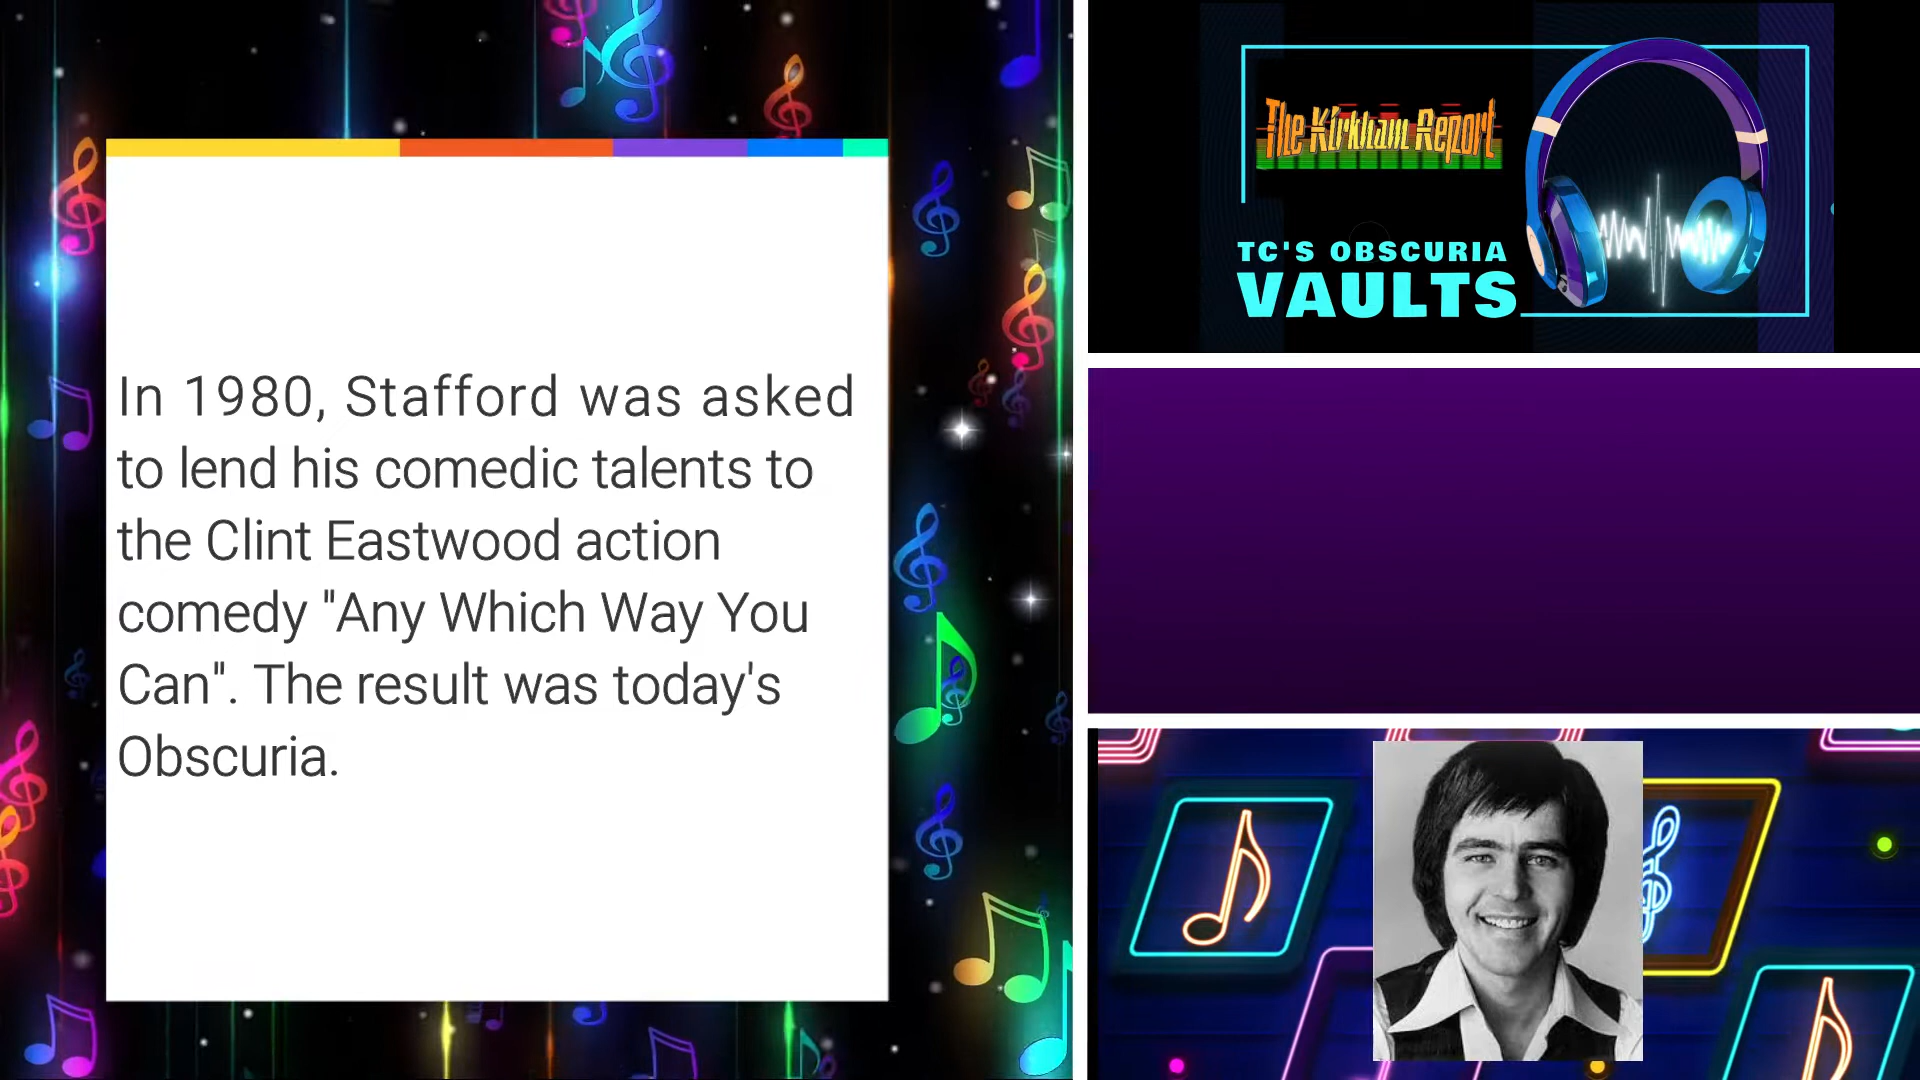 In 1980, Stafford was asked
to lend his comedic talents to
the Clint Eastwood action
comedy "Any Which Way You
Can". The result was today's
Obscuria.
The Kirkham Report
TC'S OBSCURIA
VAULTS